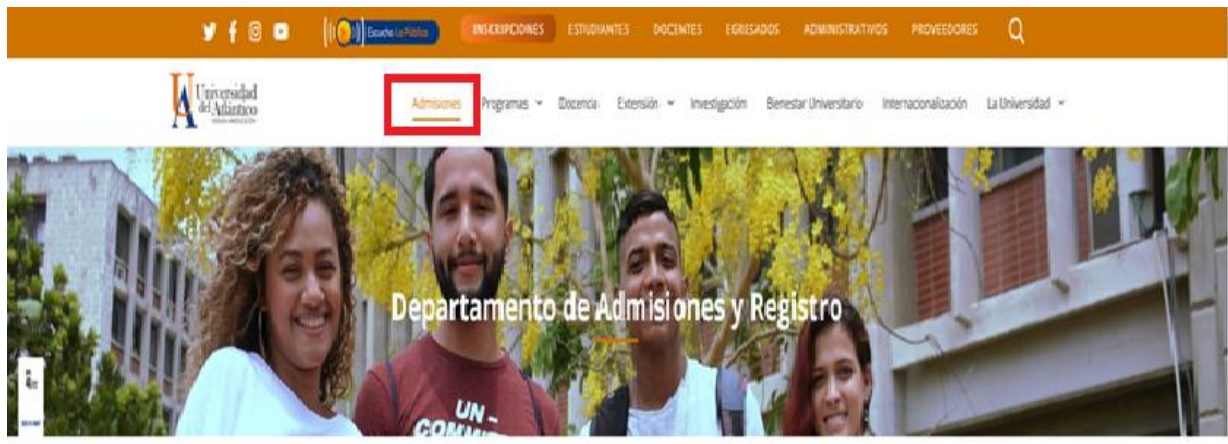 Escucha La Pública
INSCRIPCIONES ESTUDIANTES DOCENTES EGRESADOS ADMINISTRATIVOS PROVEEDORES
Universidad
del Atlántico
Admisiones Programas Docencia Extensión Investigación Bienestar Universitario Internacionalización La Universidad
Departamento de Admisiones y Registro
UN -